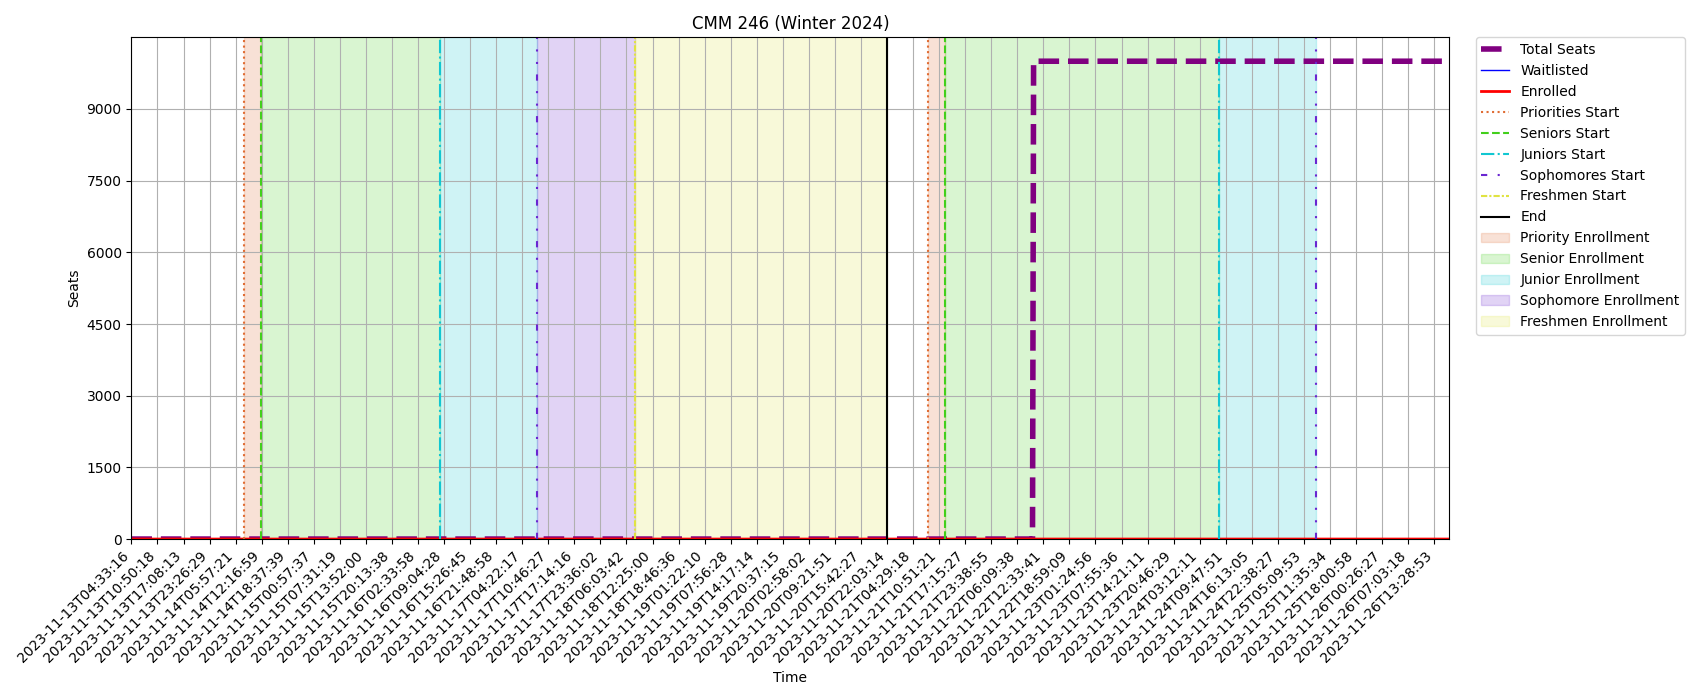 CMM 246 (Winter 2024)
Total Seats
Waitlisted
Enrolled
Priorities Start
Seniors Start
Juniors Start
Sophomores Start
Freshmen Start
End
Priority Enrollment
Senior Enrollment
Junior Enrollment
Sophomore Enrollment
Freshmen Enrollment
Seats
9000
7500
6000
4500
3000
1500
0
2023-11-13T04:33:16
2023-11-13T10:50:18
2023-11-13T17:08:13
2023-11-13T23:26:29
2023-11-14T05:57:21
2023-11-14T12:16:59
2023-11-14T18:37:39
2023-11-15T00:57:37
2023-11-15T07:31:19
2023-11-15T13:52:00
2023-11-15T20:13:38
2023-11-16T02:33:58
2023-11-16T09:04:28
2023-11-16T15:26:45
2023-11-16T21:48:58
2023-11-17T04:22:17
2023-11-17T10:46:27
2023-11-17T17:14:16
2023-11-17T23:36:02
2023-11-18T06:03:42
2023-11-18T12:25:00
2023-11-18T18:46:36
2023-11-19T01:22:10
2023-11-19T07:56:28
2023-11-19T14:17:14
2023-11-19T20:37:15
2023-11-20T02:58:02
2023-11-20T09:21:51
2023-11-20T15:42:27
2023-11-20T22:03:14
2023-11-21T04:29:18
2023-11-21T10:51:21
2023-11-21T17:15:27
2023-11-21T23:38:55
2023-11-22T06:09:38
2023-11-22T12:33:41
2023-11-22T18:59:09
2023-11-23T01:24:56
2023-11-23T07:55:36
2023-11-23T14:21:11
2023-11-23T20:46:29
2023-11-24T03:12:11
2023-11-24T09:47:51
2023-11-24T16:13:05
2023-11-24T22:38:27
2023-11-25T05:09:53
2023-11-25T11:35:34
2023-11-25T18:00:58
2023-11-26T00:26:27
2023-11-26T07:03:18
2023-11-26T13:28:53
Time